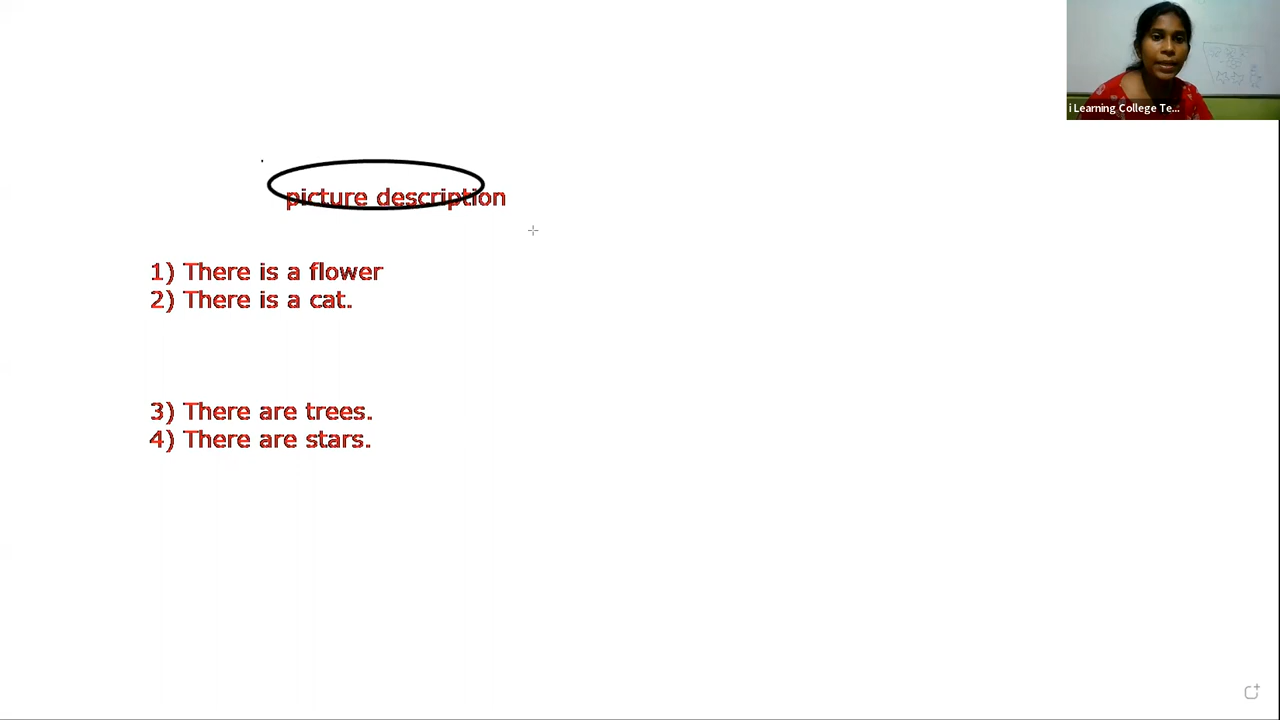 i Learning College Te...
picture description
1) There is a flower
2) There is a cat.
3) There are trees.
4) There are stars.